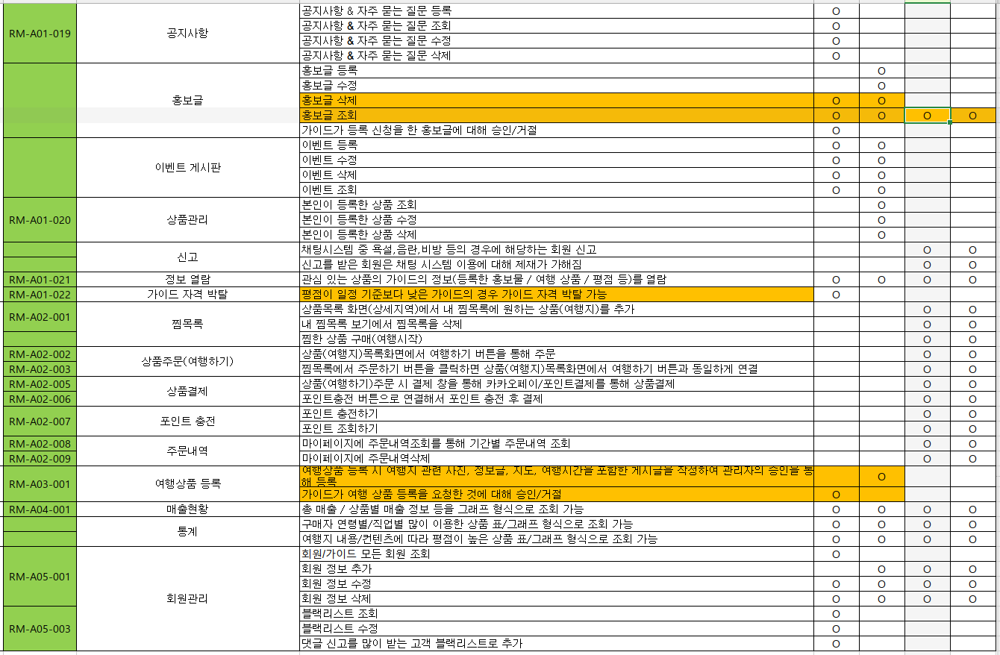 공지사항 & 자주 묻는 질문 등록 O
RM-A01-019 공지사항 공지사항 & 자주 묻는 질문 조회 O
공지사항 & 자주 묻는 질문 수정 O
공지사항 & 자주 묻는 질문 삭제 O
홍보글 등록 O
홍보글 수정 O
홍보글 홍보글 삭제 O O
홍보글 조회 O O O O
가이드가 등록 신청을 한 홍보글에 대해 승인/거절 O
이벤트 등록 O O
이벤트 게시판 이벤트 수정 O O
이벤트 삭제 O O
이벤트 조회 O O
본인이 등록한 상품 조회 O
RM-A01-020 상품관리 본인이 등록한 상품 수정 O
본인이 등록한 상품 삭제 O
신고 채팅시스템 중 욕설,음란,비방 등의 경우에 해당하는 회원 신고 O O
신고를 받은 회원은 채팅 시스템 이용에 대해 제재가 가해짐 O O
RM-A01-021 정보 열람 관심 있는 상품의 가이드의 정보(등록한 홍보물 / 여행 상품 / 평점 등)를 열람 O O O O
RM-A01-022 가이드 자격 박탈 평점이 일정 기준보다 낮은 가이드의 경우 가이드 자격 박탈 가능 O
RM-A02-001 찜목록 상품목록 화면(상세지역)에서 내 찜목록에 원하는 상품(여행지)를 추가 O O
내 찜목록 보기에서 찜목록을 삭제 O O
찜한 상품 구매(여행시작) O O
RM-A02-002 상품주문(여행하기) 상품(여행지)목록화면에서 여행하기 버튼을 통해 주문 O O
RM-A02-003 찜목록에서 주문하기 버튼을 클릭하면 상품(여행지)목록화면에서 여행하기 버튼과 동일하게 연결 O O
RM-A02-005 상품결제 상품(여행하기)주문 시 결제 창을 통해 카카오페이/포인트결제를 통해 상품결제 O O
RM-A02-006 포인트충전 버튼으로 연결해서 포인트 충전 후 결제 O O
RM-A02-007 포인트 충전 포인트 충전하기 O O
포인트 조회하기 O O
RM-A02-008 주문내역 마이페이지에 주문내역조회를 통해 기간별 주문내역 조회 O O
RM-A02-009 마이페이지에 주문내역삭제 O O
RM-A03-001 여행상품 등록 여행상품 등록 시 여행지 관련 사진, 정보글, 지도, 여행시간을 포함한 게시글을 작성하여 관리자의 승인을 통
해 등록 O
가이드가 여행 상품 등록을 요청한 것에 대해 승인/거절 O
RM-A04-001 매출현황 총 매출 / 상품별 매출 정보 등을 그래프 형식으로 조회 가능 O O O O
통계 구매자 연령별/직업별 많이 이용한 상품 표/그래프 형식으로 조회 가능 O O O O
여행지 내용/컨텐츠에 따라 평점이 높은 상품 표/그래프 형식으로 조회 가능 O O O O
RM-A05-001 회원관리 회원/가이드 모든 회원 조회 O
회원 정보 추가 O O O
회원 정보 수정 O O O O
회원 정보 삭제 O O O O
RM-A05-003 블랙리스트 조회 O
블랙리스트 수정 O
댓글 신고를 많이 받는 고객 블랙리스트로 추가 O